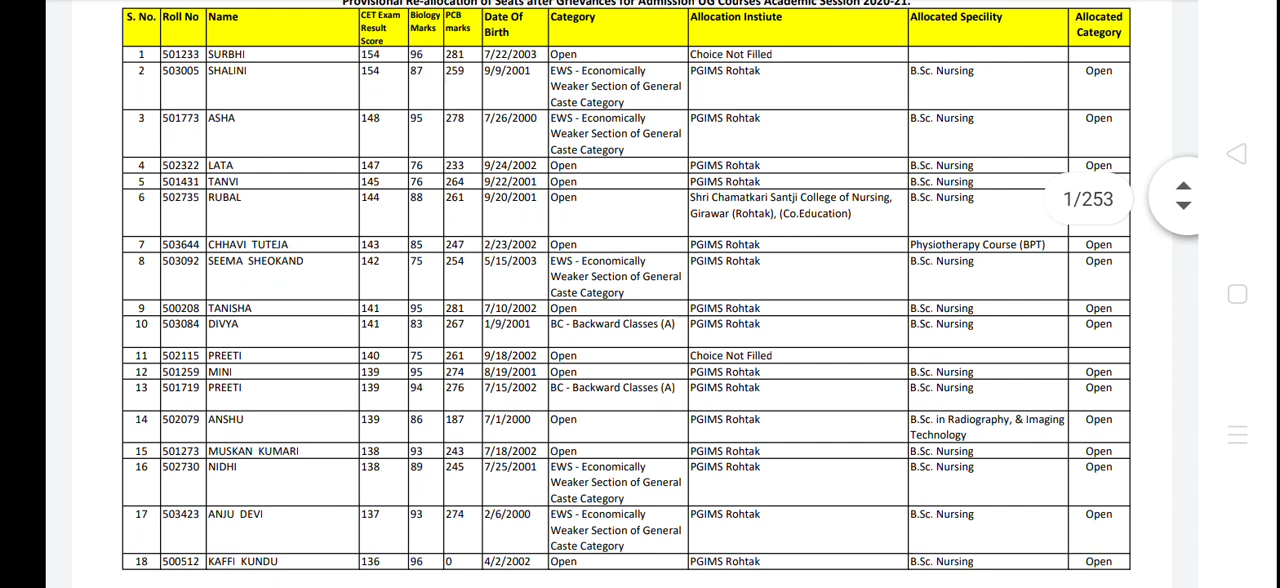 Provisional Re-allocation of Seats after Grievances for Admission UG Courses Academic Session 2020-21.
S. No. Roll No Name CET Exam Result Score Biology Marks PCB marks Date Of Birth Category Allocation Instiute Allocated Specility Allocated Category
1 501233 SURBHI 154 96 281 7/22/2003 Open Choice Not Filled
2 503005 SHALINI 154 87 259 9/9/2001 EWS - Economically Weaker Section of General Caste Category PGIMS Rohtak B.Sc. Nursing Open
3 501773 ASHA 148 95 278 7/26/2000 EWS - Economically Weaker Section of General Caste Category PGIMS Rohtak B.Sc. Nursing Open
4 502322 LATA 147 76 233 9/24/2002 Open PGIMS Rohtak B.Sc. Nursing Open
5 501431 TANVI 145 76 264 9/22/2001 Open PGIMS Rohtak B.Sc. Nursing
6 502735 RUBAL 144 88 261 9/20/2001 Open Shri Chamatkari Santji College of Nursing, Girawar (Rohtak), (Co.Education) B.Sc. Nursing
1/253
7 503644 CHHAVI TUTEJA 143 85 247 2/23/2002 Open PGIMS Rohtak Physiotherapy Course (BPT) Open
8 503092 SEEMA SHEOKAND 142 75 254 5/15/2003 EWS - Economically Weaker Section of General Caste Category PGIMS Rohtak B.Sc. Nursing Open
9 500208 TANISHA 141 95 281 7/10/2002 Open PGIMS Rohtak B.Sc. Nursing Open
10 503084 DIVYA 141 83 267 1/9/2001 BC - Backward Classes (A) PGIMS Rohtak B.Sc. Nursing Open
11 502115 PREETI 140 75 261 9/18/2002 Open Choice Not Filled
12 501259 MINI 139 95 274 8/19/2001 Open PGIMS Rohtak B.Sc. Nursing Open
13 501719 PREETI 139 94 276 7/15/2002 BC - Backward Classes (A) PGIMS Rohtak B.Sc. Nursing Open
14 502079 ANSHU 139 86 187 7/1/2000 Open PGIMS Rohtak B.Sc. in Radiography, & Imaging Technology Open
15 501273 MUSKAN KUMARI 138 93 243 7/18/2002 Open PGIMS Rohtak B.Sc. Nursing Open
16 502730 NIDHI 138 89 245 7/25/2001 EWS - Economically Weaker Section of General Caste Category PGIMS Rohtak B.Sc. Nursing Open
17 503423 ANJU DEVI 137 93 274 2/6/2000 EWS - Economically Weaker Section of General Caste Category PGIMS Rohtak B.Sc. Nursing Open
18 500512 KAFFI KUNDU 136 96 0 4/2/2002 Open PGIMS Rohtak B.Sc. Nursing Open